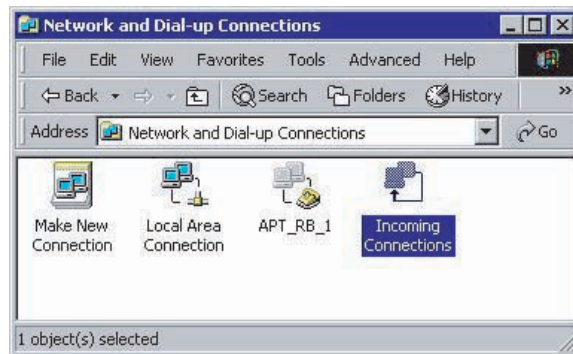 Network and Dial-up Connections
File Edit View Favorites Tools Advanced Help
Back Search Folders History »
Address Network and Dial-up Connections Go
Make New Connection
Local Area Connection
APT_RB_1
Incoming Connections
1 object(s) selected